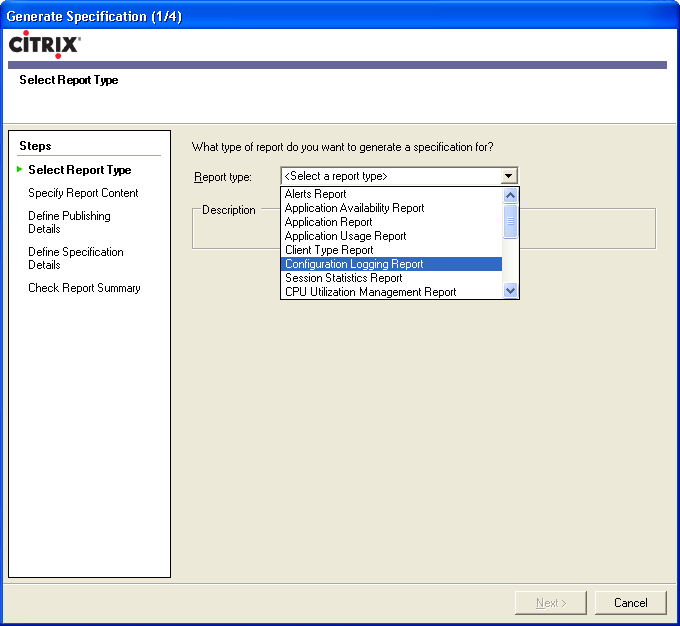 Generate Specification (1/4)
CITRIX®
Select Report Type
Steps
Select Report Type
Specify Report Content
Define Publishing
Details
Define Specification
Details
Check Report Summary
What type of report do you want to generate a specification for?
Report type:
<Select a report type>
Description
Alerts Report
Application Availability Report
Application Report
Application Usage Report
Client Type Report
Configuration Logging Report
Session Statistics Report
CPU Utilization Management Report
Next >
Cancel